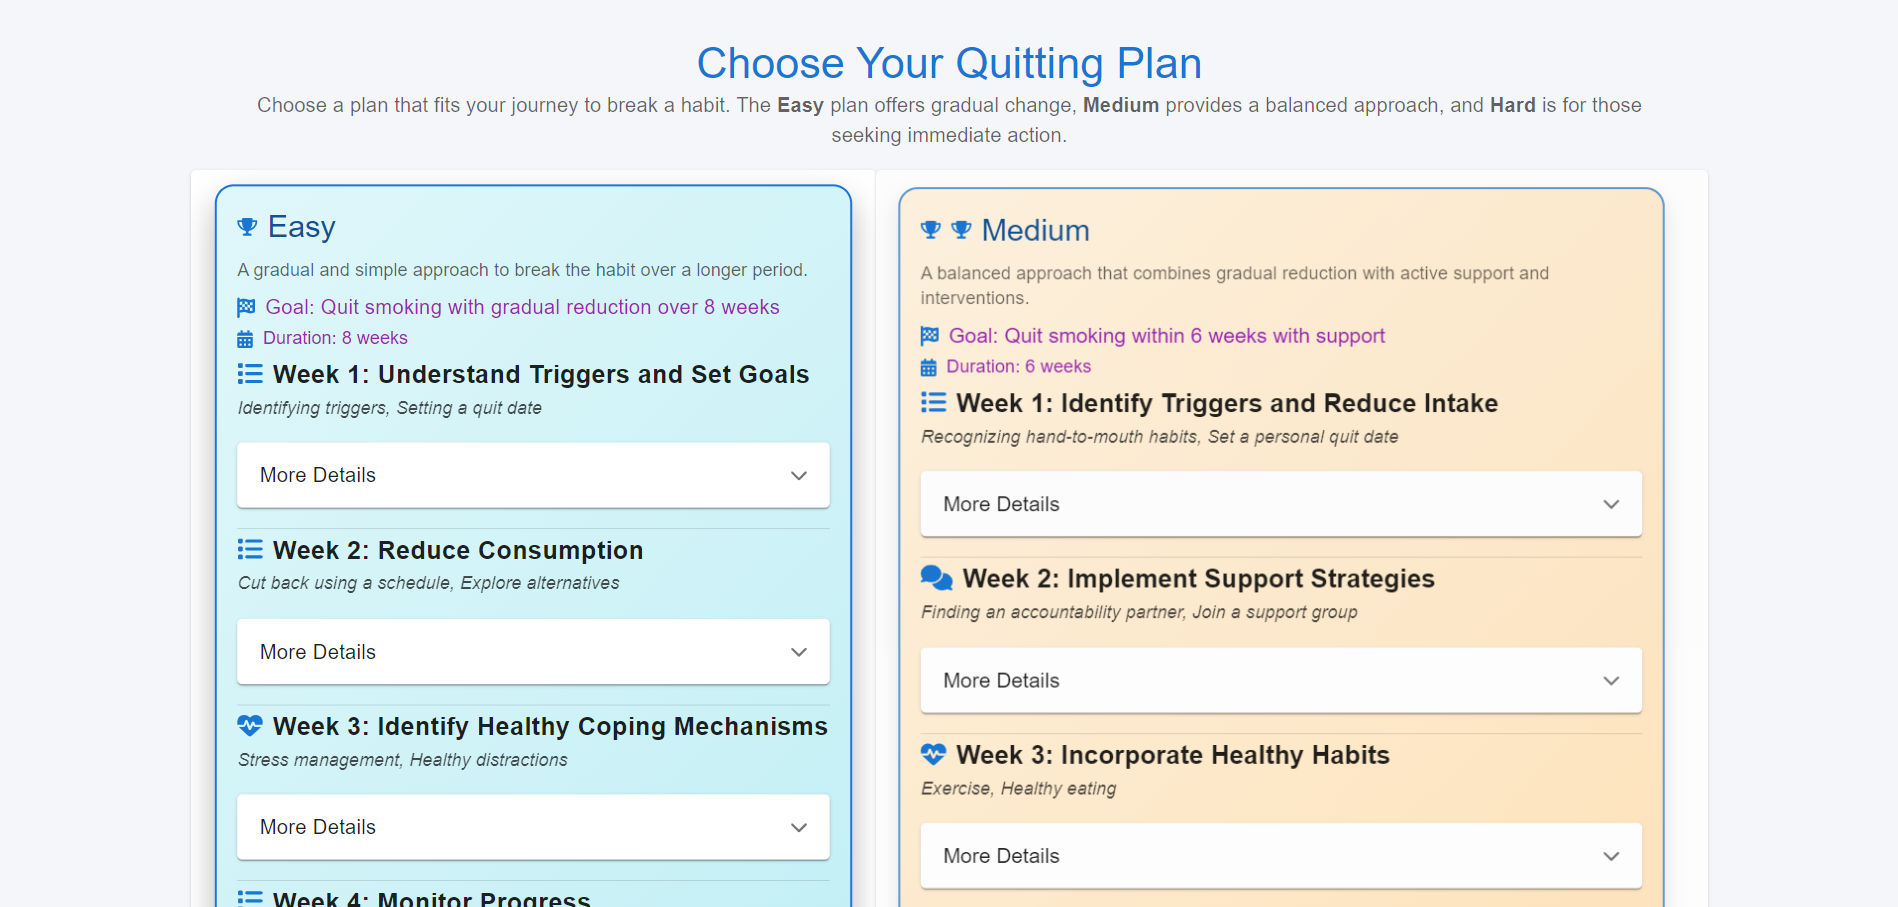 Choose Your Quitting Plan
Choose a plan that fits your journey to break a habit. The Easy plan offers gradual change, Medium provides a balanced approach, and Hard is for those
seeking immediate action.
Easy
A gradual and simple approach to break the habit over a longer period.
Goal: Quit smoking with gradual reduction over 8 weeks
Duration: 8 weeks
Week 1: Understand Triggers and Set Goals
Identifying triggers, Setting a quit date
More Details
Week 2: Reduce Consumption
Cut back using a schedule, Explore alternatives
More Details
Week 3: Identify Healthy Coping Mechanisms
Stress management, Healthy distractions
More Details
Week 4: Monitor Progress
Medium
A balanced approach that combines gradual reduction with active support and
interventions.
Goal: Quit smoking within 6 weeks with support
Duration: 6 weeks
Week 1: Identify Triggers and Reduce Intake
Recognizing hand-to-mouth habits, Set a personal quit date
More Details
Week 2: Implement Support Strategies
Finding an accountability partner, Join a support group
More Details
Week 3: Incorporate Healthy Habits
Exercise, Healthy eating
More Details